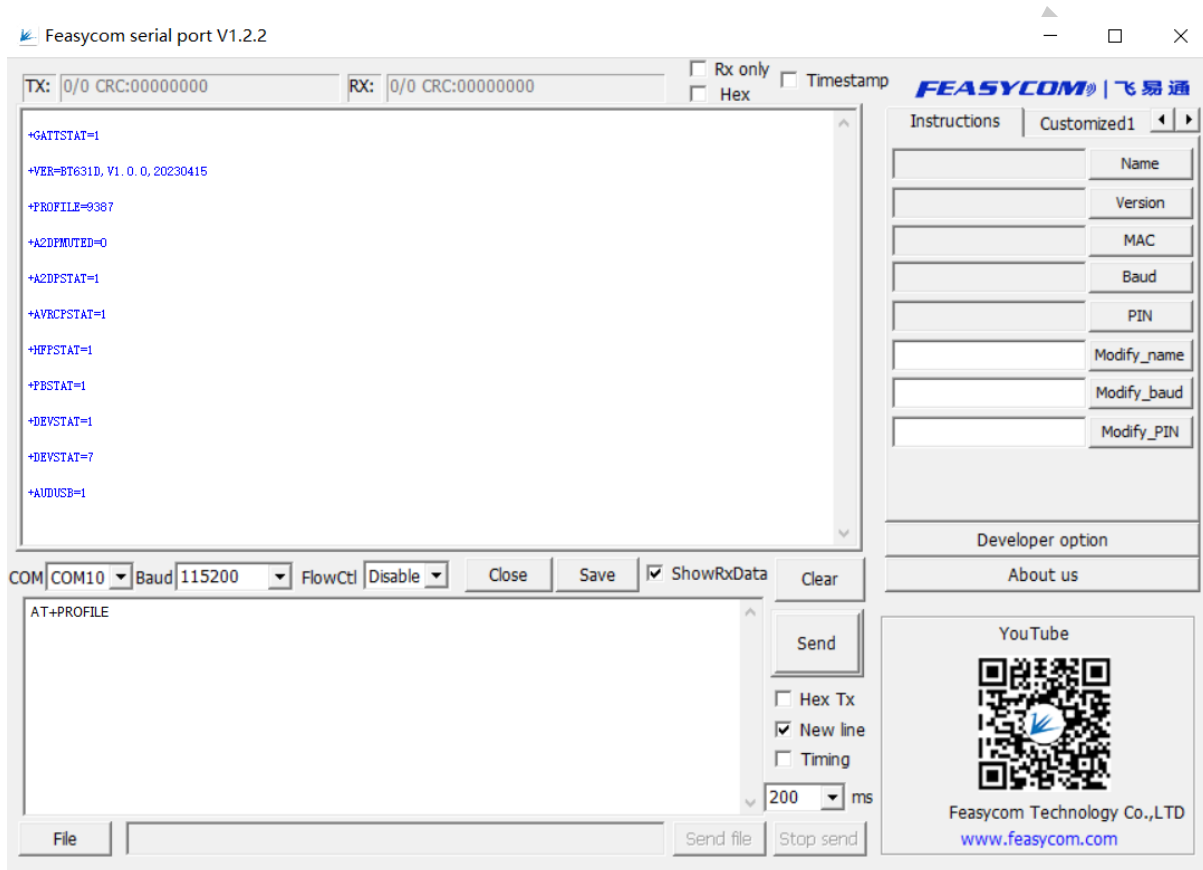 Feasycom serial port V1.2.2
TX: 0/0 CRC:00000000 RX: 0/0 CRC:00000000 Rx only Timestamp
Hex
FEASYCOM | 飞易通
Instructions Customized1
+GATTSTAT=1
+VER=BT631D,V1.0.0,20230415
+PROFILE=9387
+A2DPMUTED=0
+A2DPSTAT=1
+AVRCPSTAT=1
+HFPSTAT=1
+PBSTAT=1
+DEVSTAT=1
+DEVSTAT=7
+AUDUSB=1
Name
Version
MAC
Baud
PIN
Modify_name
Modify_baud
Modify_PIN
Developer option
About us
COM COM10 Baud 115200 FlowCtl Disable Close Save ShowRxData Clear
AT+PROFILE
Send
Hex Tx
New line
Timing
200 ms
File Send file Stop send
YouTube
Feasycom Technology Co.,LTD
www.feasycom.com